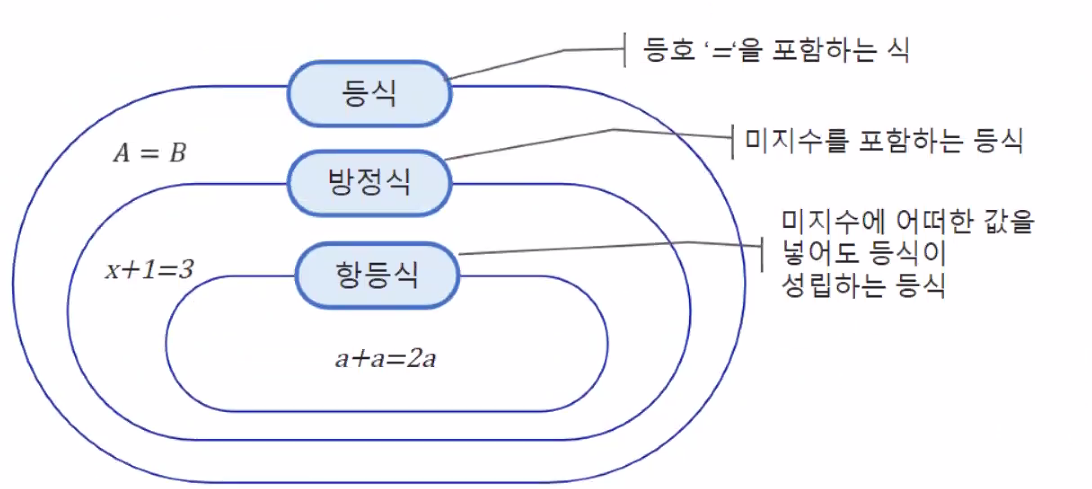 등호 ‘=‘을 포함하는 식
등식
A = B
미지수를 포함하는 등식
방정식
미지수에 어떠한 값을
넣어도 등식이
성립하는 등식
x+1=3
항등식
a+a=2a